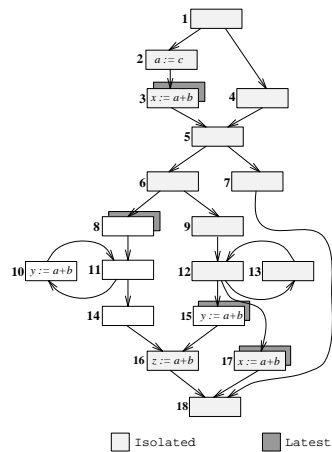 1
2 a := c
3 x := a+b 4
5
6 7
8 9
10 y := a+b 11 12 13
14 15 y := a+b
16 z := a+b 17 x := a+b
18
Isolated Latest